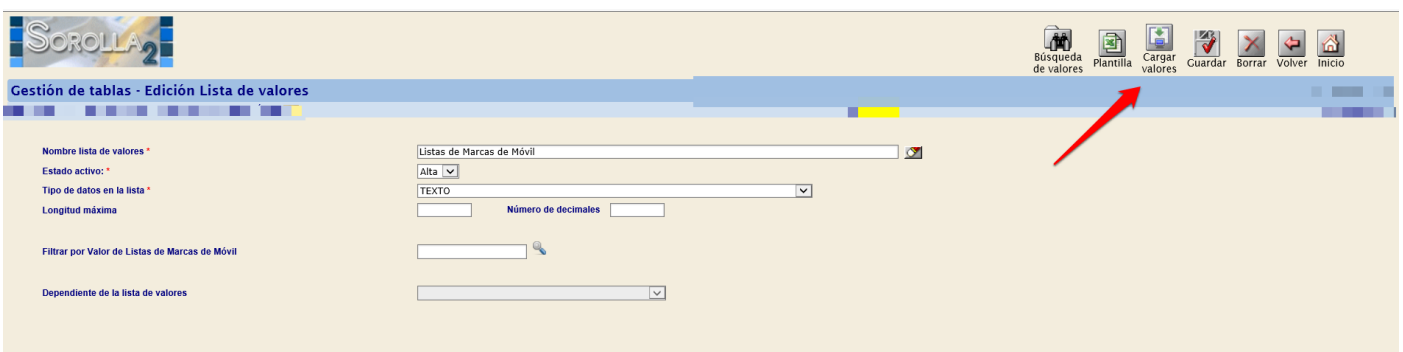 SOROLLA2
Búsqueda de valores
Plantilla
Cargar valores
Guardar
Borrar
Volver
Inicio
Gestión de tablas - Edición Lista de valores
Nombre lista de valores *
Listas de Marcas de Móvil
Estado activo: *
Alta
Tipo de datos en la lista *
TEXTO
Longitud máxima
Número de decimales
Filtrar por Valor de Listas de Marcas de Móvil
Dependiente de la lista de valores